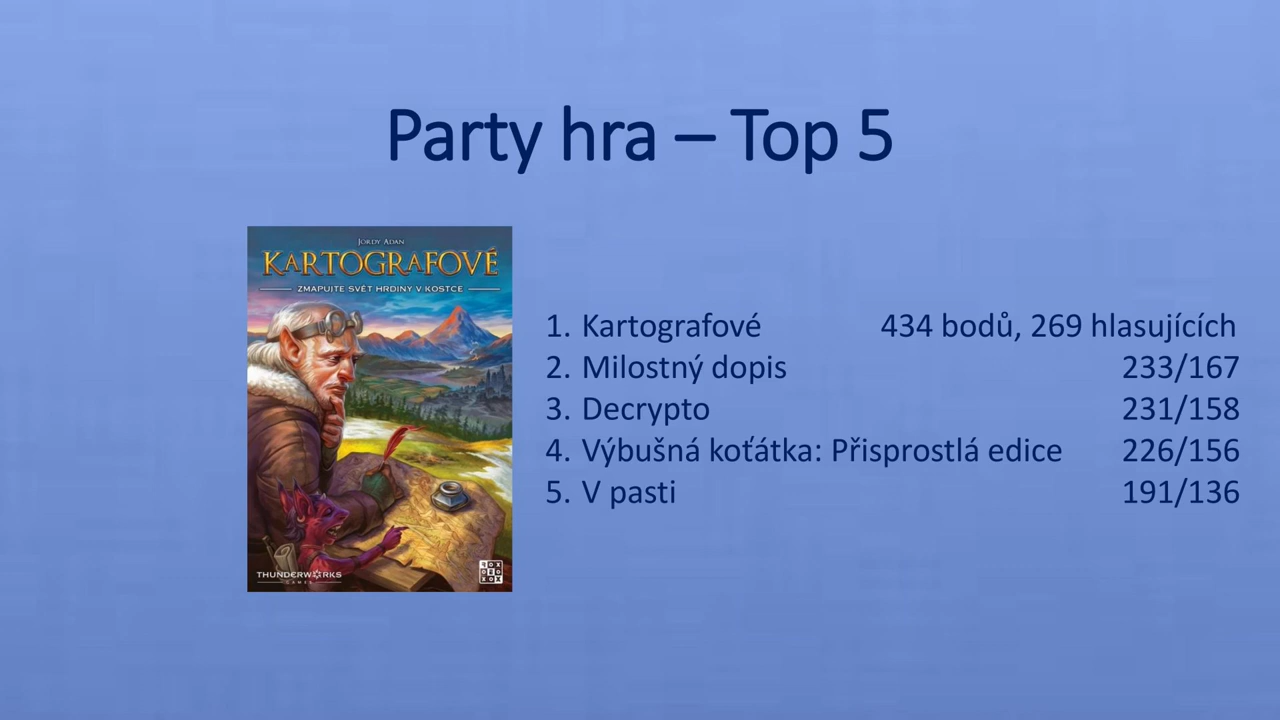 Party hra – Top 5
JORDY ADAN
KARTOGRAFOVÉ
ZMAPUJTE SVĚT HRDINY V KOSTCE
THUNDERWORKS
GAMES
1. Kartografové 434 bodů, 269 hlasujících
2. Milostný dopis 233/167
3. Decrypto 231/158
4. Výbušná koťátka: Přisprostlá edice 226/156
5. V pasti 191/136